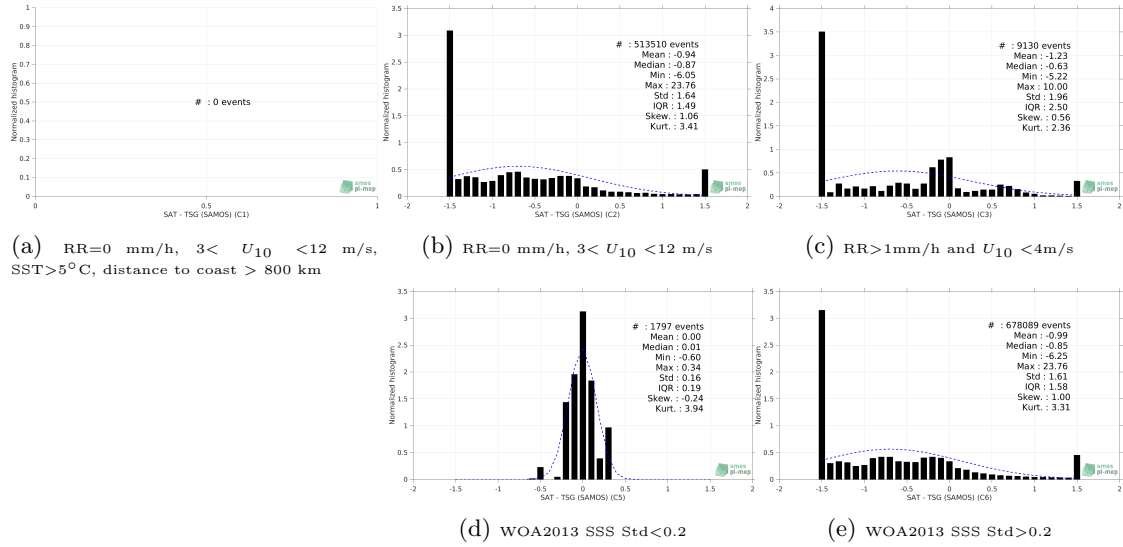 1
0.9
0.8
0.7
0.6
0.5
0.4
0.3
0.2
0.1
0
Normalized histogram
# : 0 events
smos
pi-mep
0 0.5 1
SAT - TSG (SAMOS) (C1)
(a) RR=0 mm/h, 3< U10 <12 m/s,
SST>5°C, distance to coast > 800 km
3.5
3
2.5
2
1.5
1
0.5
0
Normalized histogram
# : 513510 events
Mean : -0.94
Median : -0.87
Min : -6.05
Max : 23.76
Std : 1.64
IQR : 1.49
Skew. : 1.06
Kurt. : 3.41
smos
pi-mep
-2 -1.5 -1 -0.5 0 0.5 1 1.5 2
SAT - TSG (SAMOS) (C2)
(b) RR=0 mm/h, 3< U10 <12 m/s
4
3.5
3
2.5
2
1.5
1
0.5
0
Normalized histogram
# : 9130 events
Mean : -1.23
Median : -0.63
Min : -5.22
Max : 10.00
Std : 1.96
IQR : 2.50
Skew. : 0.56
Kurt. : 2.36
smos
pi-mep
-2 -1.5 -1 -0.5 0 0.5 1 1.5 2
SAT - TSG (SAMOS) (C3)
(c) RR>1mm/h and U10 <4m/s
3.5
3
2.5
2
1.5
1
0.5
0
Normalized histogram
# : 1797 events
Mean : 0.00
Median : 0.01
Min : -0.60
Max : 0.34
Std : 0.16
IQR : 0.19
Skew. : -0.24
Kurt. : 3.94
smos
pi-mep
-2 -1.5 -1 -0.5 0 0.5 1 1.5 2
SAT - TSG (SAMOS) (C5)
(d) WOA2013 SSS Std<0.2
3.5
3
2.5
2
1.5
1
0.5
0
Normalized histogram
# : 678089 events
Mean : -0.99
Median : -0.85
Min : -6.25
Max : 23.76
Std : 1.61
IQR : 1.58
Skew. : 1.00
Kurt. : 3.31
smos
pi-mep
-2 -1.5 -1 -0.5 0 0.5 1 1.5 2
SAT - TSG (SAMOS) (C6)
(e) WOA2013 SSS Std>0.2